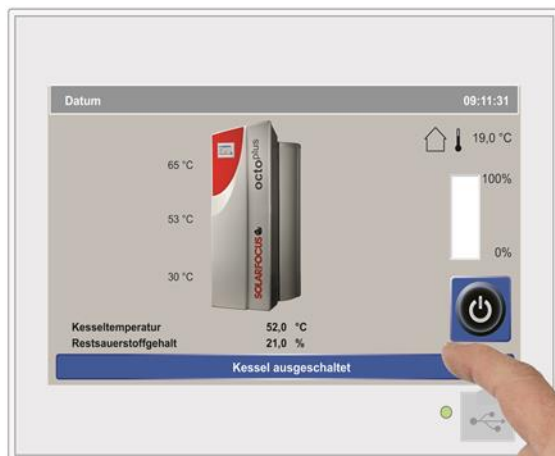 Datum 09:11:31
19,0 °C
65 °C
100%
53 °C
0%
30 °C
octoplus
SOLARFOCUS
Kesseltemperatur 52,0 °C
Restsauerstoffgehalt 21,0 %
Kessel ausgeschaltet